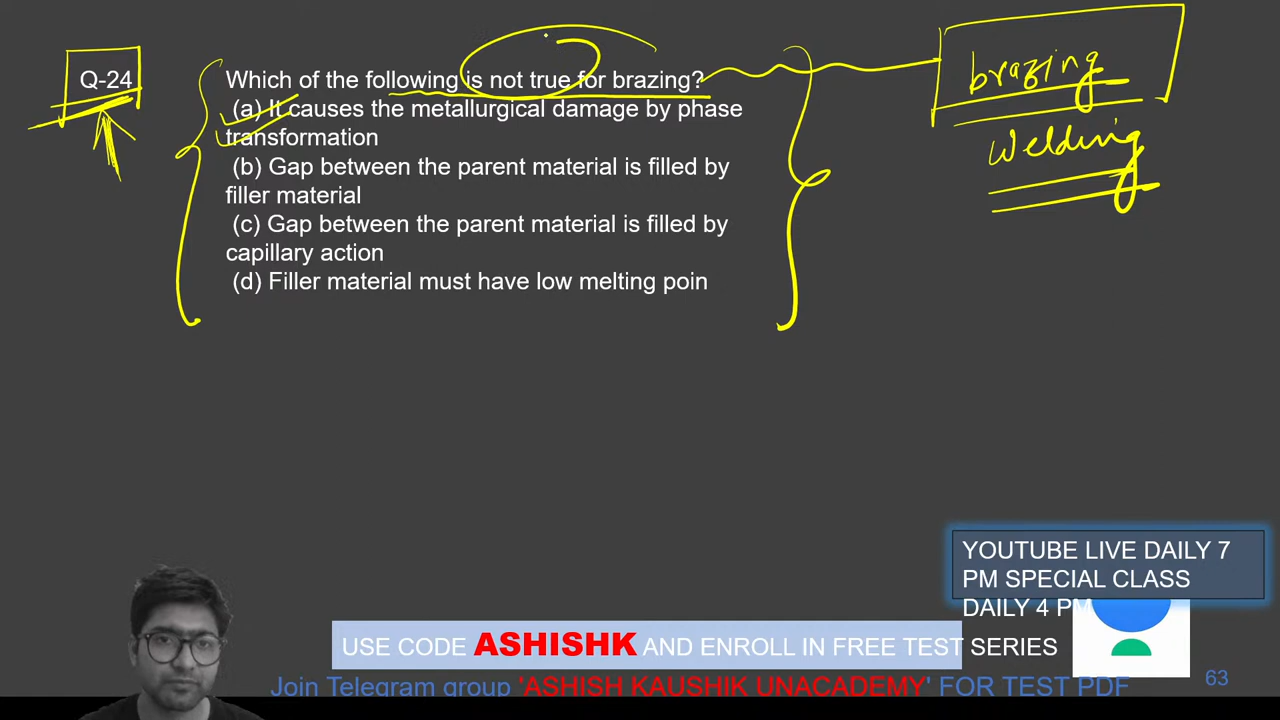 Q-24
Which of the following is not true for brazing?
(a) It causes the metallurgical damage by phase
transformation
(b) Gap between the parent material is filled by
filler material
(c) Gap between the parent material is filled by
capillary action
(d) Filler material must have low melting poin
brazing
Welding
YOUTUBE LIVE DAILY 7
PM SPECIAL CLASS
DAILY 4 PM
USE CODE ASHISHK AND ENROLL IN FREE TEST SERIES
Join Telegram group 'ASHISH KAUSHIK UNACADEMY' FOR TEST PDF
63